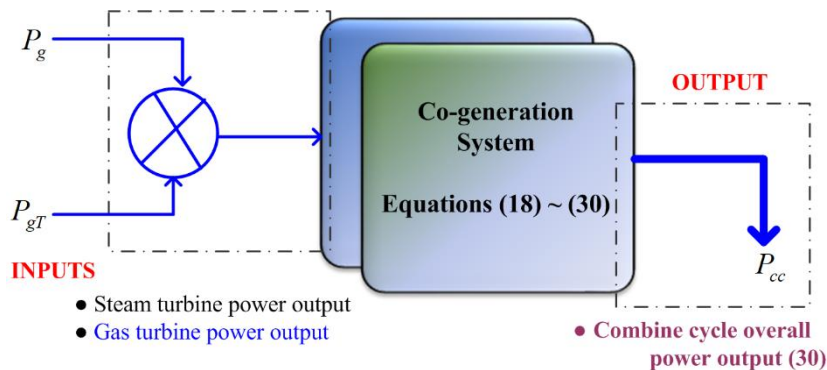 P_g
OUTPUT
Co-generation
System
Equations (18) ~ (30)
P_gT
INPUTS
P_cc
● Steam turbine power output
● Gas turbine power output
● Combine cycle overall
power output (30)